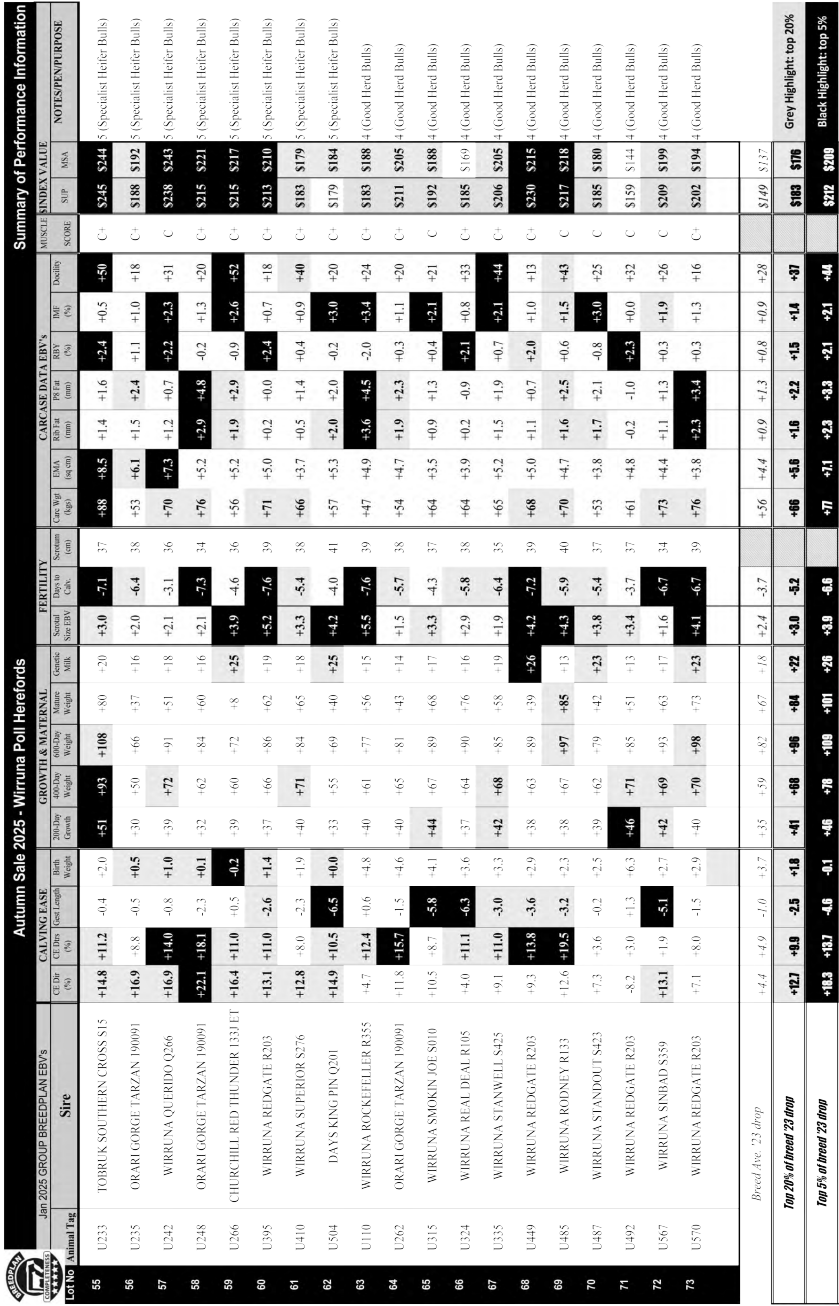 BREEDPLAN
COMPLETENESS
Autumn Sale 2025 - Wirruna Poll Herefords
Summary of Performance Information
Jan 2025 GROUP BREEDPLAN EBV's CALVING EASE GROWTH & MATERNAL FERTILITY CARCASE DATA EBV's MUSCLE $INDEX VALUE
Lot No Animal Tag Sire CE Dir (%) CE Dtrs (%) Gest Length Birth Weight 200-Day Growth 400-Day Weight 600-Day Weight Mature Weight Genetic Milk Scrotal Size EBV Days to Calv. Scrotum (cm) Carc Wgt (kgs) EMA (sq cm) Rib Fat (mm) P8 Fat (mm) RBY (%) IMF (%) Docility SCORE SUP MSA NOTES/PEN/PURPOSE
55 U233 TOBRUK SOUTHERN CROSS S15 +14.8 +11.2 -0.4 +2.0 +51 +93 +108 +80 +20 +3.0 -7.1 37 +88 +8.5 +1.4 +1.6 +2.4 +0.5 +50 C+ $245 $244 5 (Specialist Heifer Bulls)
56 U235 ORARI GORGE TARZAN 190091 +16.9 +8.8 -0.5 +0.5 +30 +50 +66 +37 +16 +2.0 -6.4 38 +53 +6.1 +1.5 +2.4 +1.1 +1.0 +18 C+ $188 $192 5 (Specialist Heifer Bulls)
57 U242 WIRRUNA QUERIDO Q266 +16.9 +14.0 -0.8 +1.0 +39 +72 +91 +51 +18 +2.1 -3.1 36 +70 +7.3 +1.2 +0.7 +2.2 +2.3 +31 C $238 $243 5 (Specialist Heifer Bulls)
58 U248 ORARI GORGE TARZAN 190091 +22.1 +18.1 -2.3 +0.1 +32 +62 +84 +60 +16 +2.1 -7.3 34 +76 +5.2 +2.9 +4.8 -0.2 +1.3 +20 C+ $215 $221 5 (Specialist Heifer Bulls)
59 U266 CHURCHILL RED THUNDER 133J ET +16.4 +11.0 +0.5 -0.2 +39 +60 +72 +8 +25 +3.9 -4.6 36 +56 +5.2 +1.9 +2.9 -0.9 +2.6 +52 C+ $215 $217 5 (Specialist Heifer Bulls)
60 U395 WIRRUNA REDGATE R203 +13.1 +11.0 -2.6 +1.4 +37 +66 +86 +62 +19 +5.2 -7.6 39 +71 +5.0 +0.2 +0.0 +2.4 +0.7 +18 C+ $213 $210 5 (Specialist Heifer Bulls)
61 U410 WIRRUNA SUPERIOR S276 +12.8 +8.0 -2.3 +1.9 +40 +71 +84 +65 +18 +3.3 -5.4 38 +66 +3.7 +0.5 +1.4 +0.4 +0.9 +40 C+ $183 $179 5 (Specialist Heifer Bulls)
62 U504 DAYS KING PIN Q201 +14.9 +10.5 -6.5 +0.0 +33 +55 +69 +40 +25 +4.2 -4.0 41 +57 +5.3 +2.0 +2.0 -0.2 +3.0 +20 C+ $179 $184 5 (Specialist Heifer Bulls)
63 U110 WIRRUNA ROCKEFELLER R355 +4.7 +12.4 +0.6 +4.8 +40 +61 +77 +56 +15 +5.5 -7.6 39 +47 +4.9 +3.6 +4.5 -2.0 +3.4 +24 C+ $183 $188 4 (Good Herd Bulls)
64 U262 ORARI GORGE TARZAN 190091 +11.8 +15.7 -1.5 +4.6 +40 +65 +81 +43 +14 +1.5 -5.7 38 +54 +4.7 +1.9 +2.3 +0.3 +1.1 +20 C+ $211 $205 4 (Good Herd Bulls)
65 U315 WIRRUNA SMOKIN JOE S010 +10.5 +8.7 -5.8 +4.1 +44 +67 +89 +68 +17 +3.3 -4.3 37 +64 +3.5 +0.9 +1.3 +0.4 +2.1 +21 C $192 $188 4 (Good Herd Bulls)
66 U324 WIRRUNA REAL DEAL R105 +4.0 +11.1 -6.3 +3.6 +37 +64 +90 +76 +16 +2.9 -5.8 38 +64 +3.9 +0.2 -0.9 +2.1 +0.8 +33 C+ $185 $169 4 (Good Herd Bulls)
67 U335 WIRRUNA STANWELL S425 +9.1 +11.0 -3.0 +3.3 +42 +68 +85 +58 +19 +1.9 -6.4 35 +65 +5.2 +1.5 +1.9 +0.7 +2.1 +44 C+ $206 $205 4 (Good Herd Bulls)
68 U449 WIRRUNA REDGATE R203 +9.3 +13.8 -3.6 +2.9 +38 +63 +89 +39 +26 +4.2 -7.2 39 +68 +5.0 +1.1 +0.7 +2.0 +1.0 +13 C+ $230 $215 4 (Good Herd Bulls)
69 U485 WIRRUNA RODNEY R133 +12.6 +19.5 -3.2 +2.3 +38 +67 +97 +85 +13 +4.3 -5.9 40 +70 +4.7 +1.6 +2.5 +0.6 +1.5 +43 C $217 $218 4 (Good Herd Bulls)
70 U487 WIRRUNA STANDOUT S423 +7.3 +3.6 -0.2 +2.5 +39 +62 +79 +42 +23 +3.8 -5.4 37 +53 +3.8 +1.7 +2.1 -0.8 +3.0 +25 C $185 $180 4 (Good Herd Bulls)
71 U492 WIRRUNA REDGATE R203 -8.2 +3.0 +1.3 +6.3 +46 +71 +85 +51 +13 +3.4 -3.7 37 +61 +4.8 -0.2 -1.0 +2.3 +0.0 +32 C $159 $144 4 (Good Herd Bulls)
72 U567 WIRRUNA SINBAD S359 +13.1 +1.9 -5.1 +2.7 +42 +69 +93 +63 +17 +1.6 -6.7 34 +73 +4.4 +1.1 +1.3 +0.3 +1.9 +26 C $209 $199 4 (Good Herd Bulls)
73 U570 WIRRUNA REDGATE R203 +7.1 +8.0 -1.5 +2.9 +40 +70 +98 +73 +23 +4.1 -6.7 39 +76 +3.8 +2.3 +3.4 +0.3 +1.3 +16 C+ $202 $194 4 (Good Herd Bulls)
Breed Ave. '23 drop +4.4 +4.9 -1.0 +3.7 +35 +59 +82 +67 +18 +2.4 -3.7 +56 +4.4 +0.9 +1.3 +0.8 +0.9 +28 $149 $137
Top 20% of breed '23 drop +12.7 +9.9 -2.5 +1.8 +41 +68 +96 +84 +22 +3.0 -5.2 +66 +5.6 +1.6 +2.2 +1.5 +1.4 +37 $183 $176 Grey Highlight: top 20%
Top 5% of breed '23 drop +18.3 +13.7 -4.6 -0.1 +46 +78 +109 +101 +26 +3.9 -6.6 +77 +7.1 +2.3 +3.3 +2.1 +2.1 +44 $212 $209 Black Highlight: top 5%